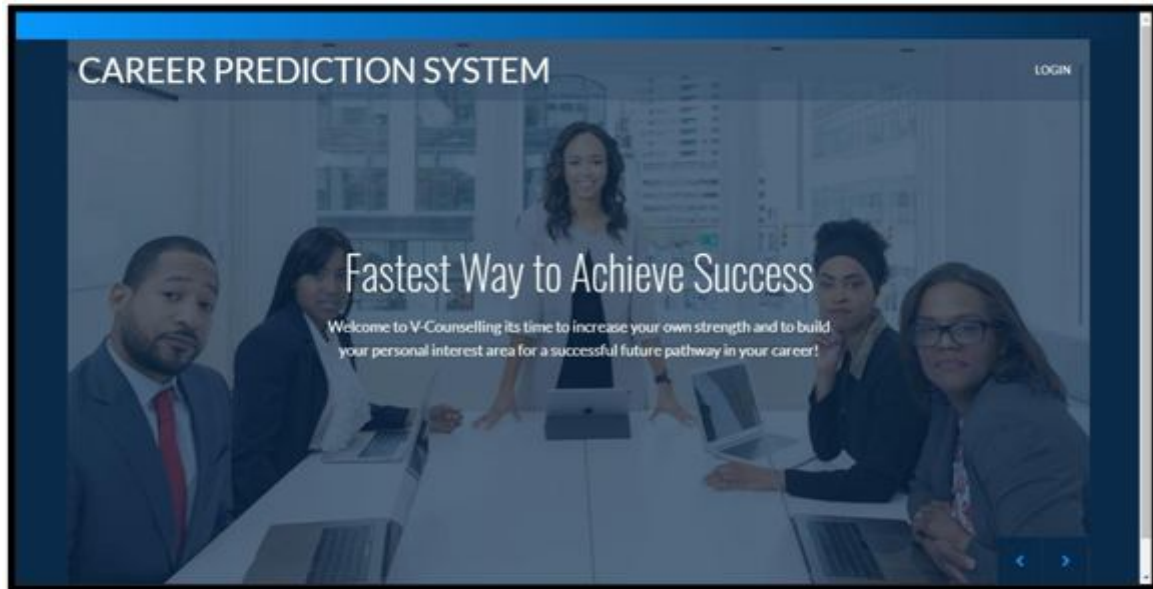 CAREER PREDICTION SYSTEM
LOGIN
Fastest Way to Achieve Success
Welcome to V-Counselling its time to increase your own strength and to build
your personal interest area for a successful future pathway in your career!